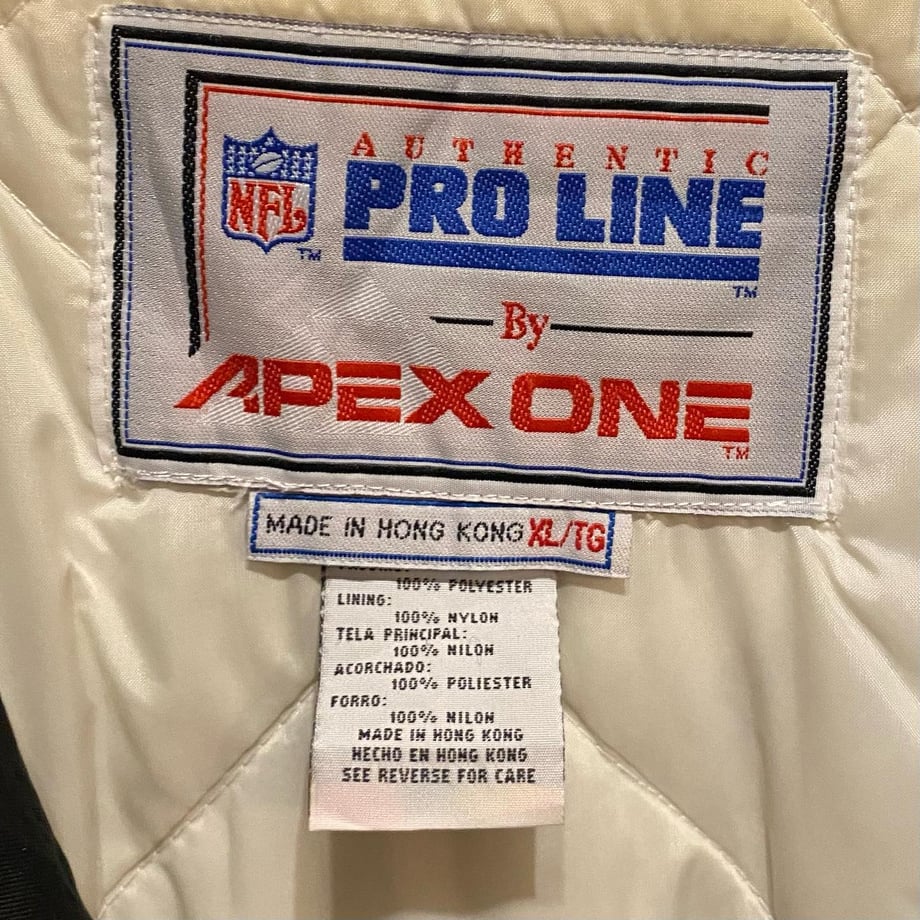 NFL
TM
AUTHENTIC
PRO LINE
TM
By
APEX ONE
TM
MADE IN HONG KONG XL/TG
100% POLYESTER
LINING:
100% NYLON
TELA PRINCIPAL:
100% NILON
ACORCHADO:
100% POLIESTER
FORRO:
100% NILON
MADE IN HONG KONG
HECHO EN HONG KONG
SEE REVERSE FOR CARE